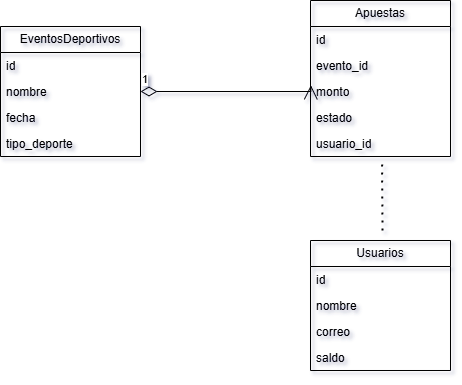 EventosDeportivos
id
nombre
fecha
tipo_deporte
1
Apuestas
id
evento_id
monto
estado
usuario_id
Usuarios
id
nombre
correo
saldo